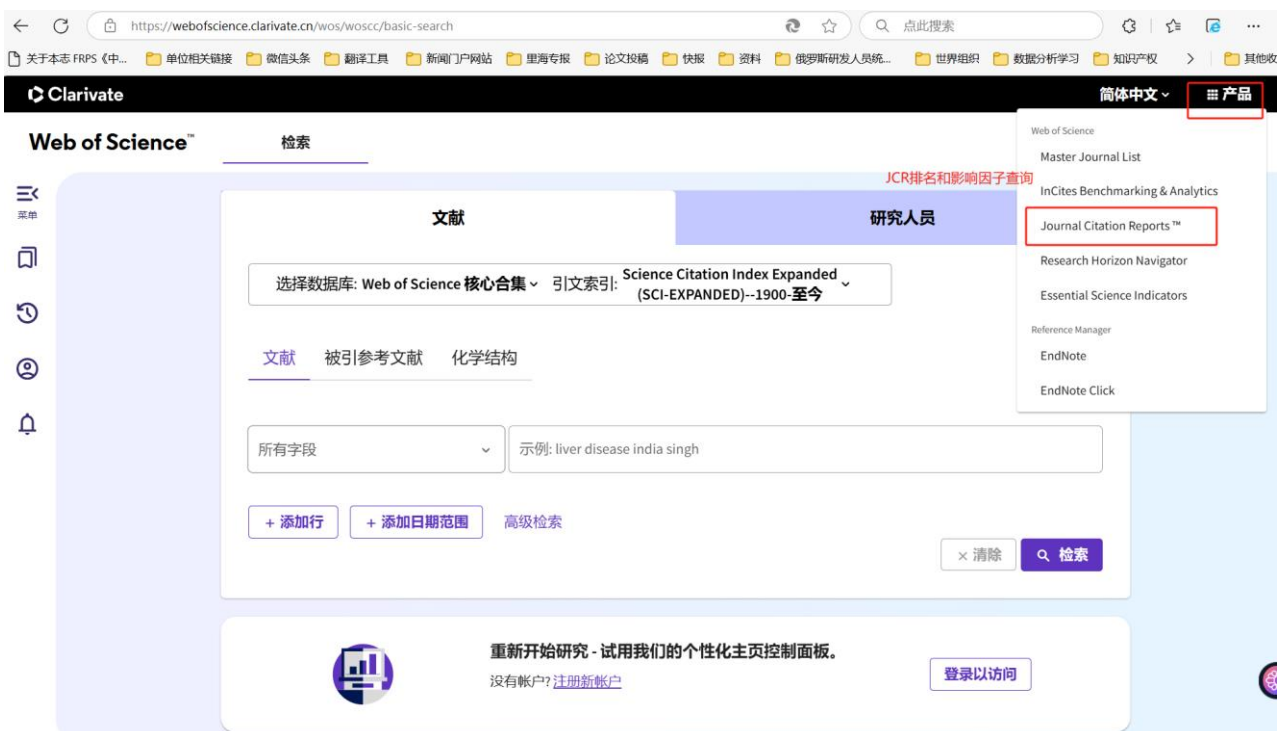 https://webofscience.clarivate.cn/wos/woscc/basic-search
点此搜索
关于本志 FRPS《中... 单位相关链接 微信头条 翻译工具 新闻门户网站 里海专报 论文投稿 快报 资料 俄罗斯研发人员统... 世界组织 数据分析学习 知识产权 其他收
Clarivate 简体中文 产品
Web of Science™ 检索
Web of Science
Master Journal List
JCR排名和影响因子查询
InCites Benchmarking & Analytics
菜单
文献 研究人员
Journal Citation Reports™
Research Horizon Navigator
选择数据库: Web of Science 核心合集 引文索引: Science Citation Index Expanded
(SCI-EXPANDED)--1900-至今
Essential Science Indicators
Reference Manager
文献 被引参考文献 化学结构
EndNote
EndNote Click
所有字段 示例: liver disease india singh
+ 添加行 + 添加日期范围 高级检索
× 清除 检索
重新开始研究 - 试用我们的个性化主页控制面板。
没有帐户? 注册新帐户
登录以访问